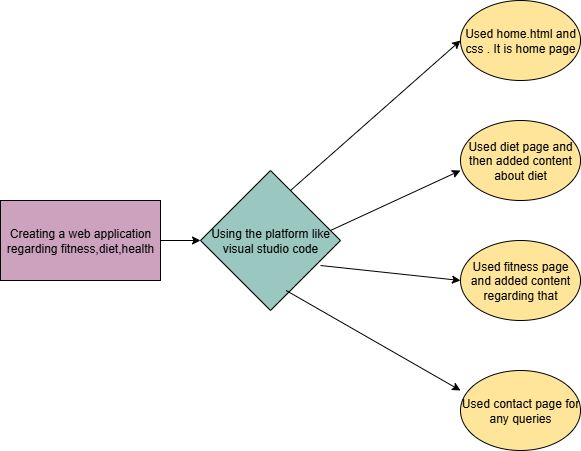 Used home.html and
css . It is home page
Used diet page and
then added content
about diet
Creating a web application
regarding fitness,diet,health
Using the platform like
visual studio code
Used fitness page
and added content
regarding that
Used contact page for
any queries